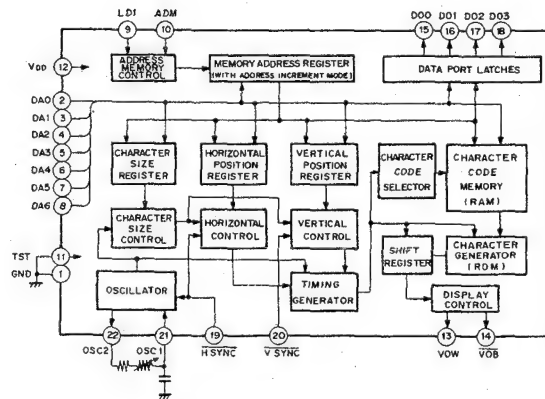 LDI ADM
9 10
DO0 DO1 DO2 DO3
15 16 17 18
ADDRESS
MEMORY
CONTROL
MEMORY ADDRESS REGISTER
(WITH ADDRESS INCREMENT MODE)
DATA PORT LATCHES
VDD 12
DA0 2
DA1 3
DA2 4
DA3 5
DA4 6
DA5 7
DA6 8
CHARACTER
SIZE
REGISTER
HORIZONTAL
POSITION
REGISTER
VERTICAL
POSITION
REGISTER
CHARACTER
CODE
SELECTOR
CHARACTER
CODE
MEMORY
(RAM)
CHARACTER
SIZE
CONTROL
HORIZONTAL
CONTROL
VERTICAL
CONTROL
SHIFT
REGISTER
CHARACTER
GENERATOR
(ROM)
TST 11
GND 1
OSCILLATOR
TIMING
GENERATOR
DISPLAY
CONTROL
22 21 19 20 13 14
OSC2 OSC1 H SYNC V SYNC VOW VOB